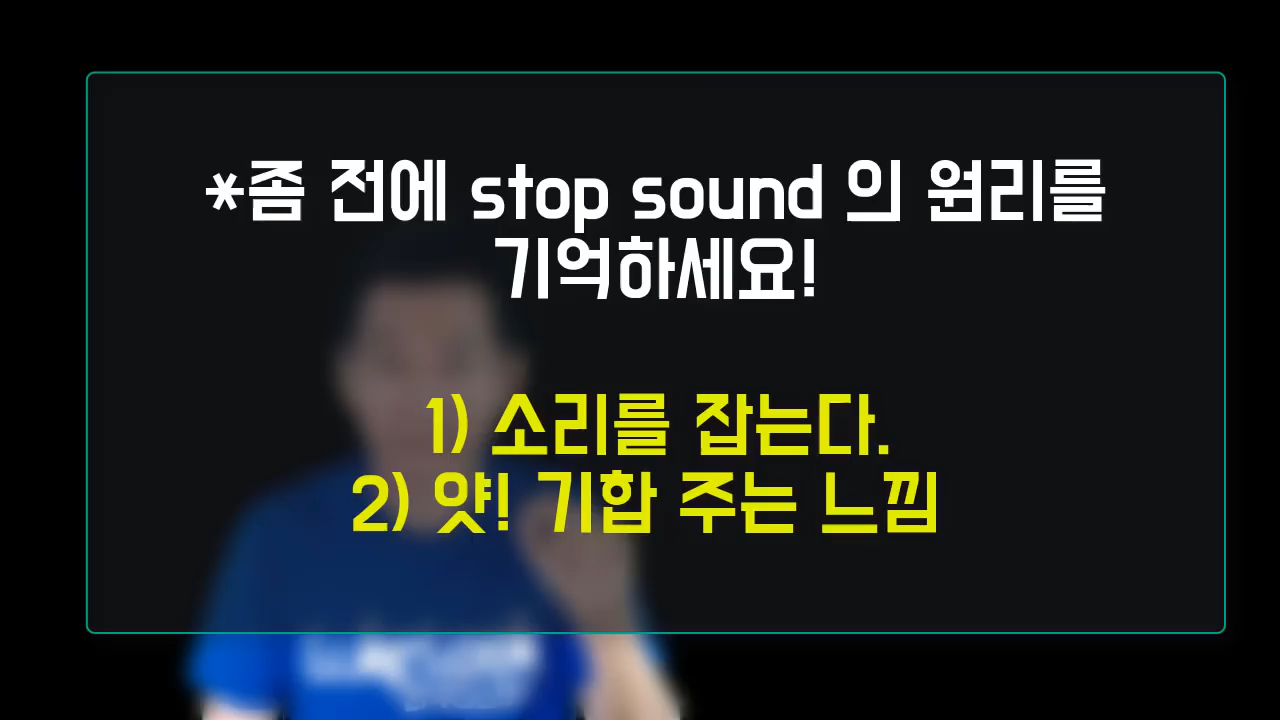 *좀 전에 stop sound 의 원리를
기억하세요!
1) 소리를 잡는다.
2) 얏! 기합 주는 느낌